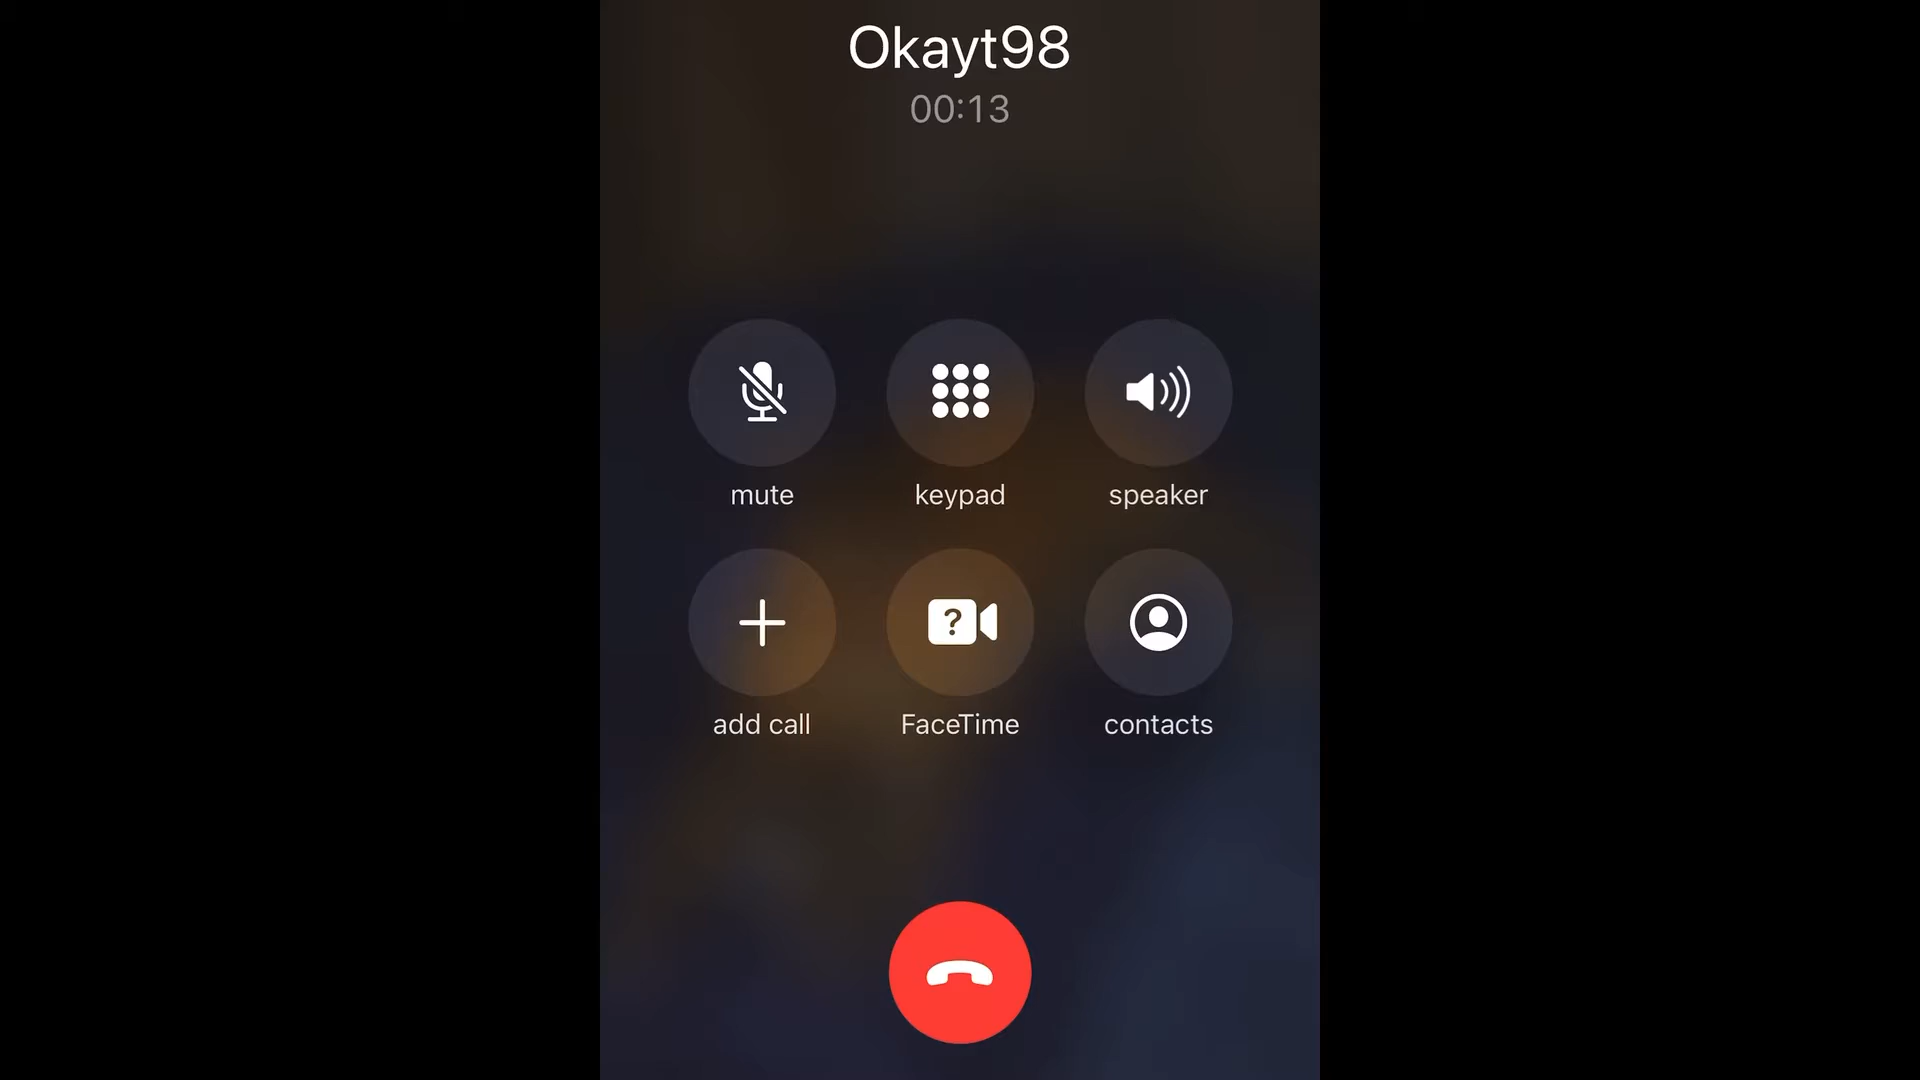 Okayt98
00:13
mute keypad speaker
?
add call FaceTime contacts